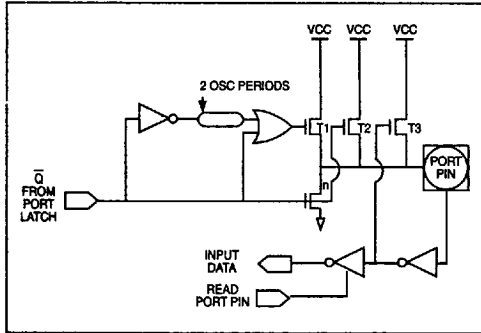 VCC VCC VCC
2 OSC PERIODS
T1 T2 T3
Q
FROM
PORT
LATCH
n
PORT
PIN
INPUT
DATA
READ
PORT PIN